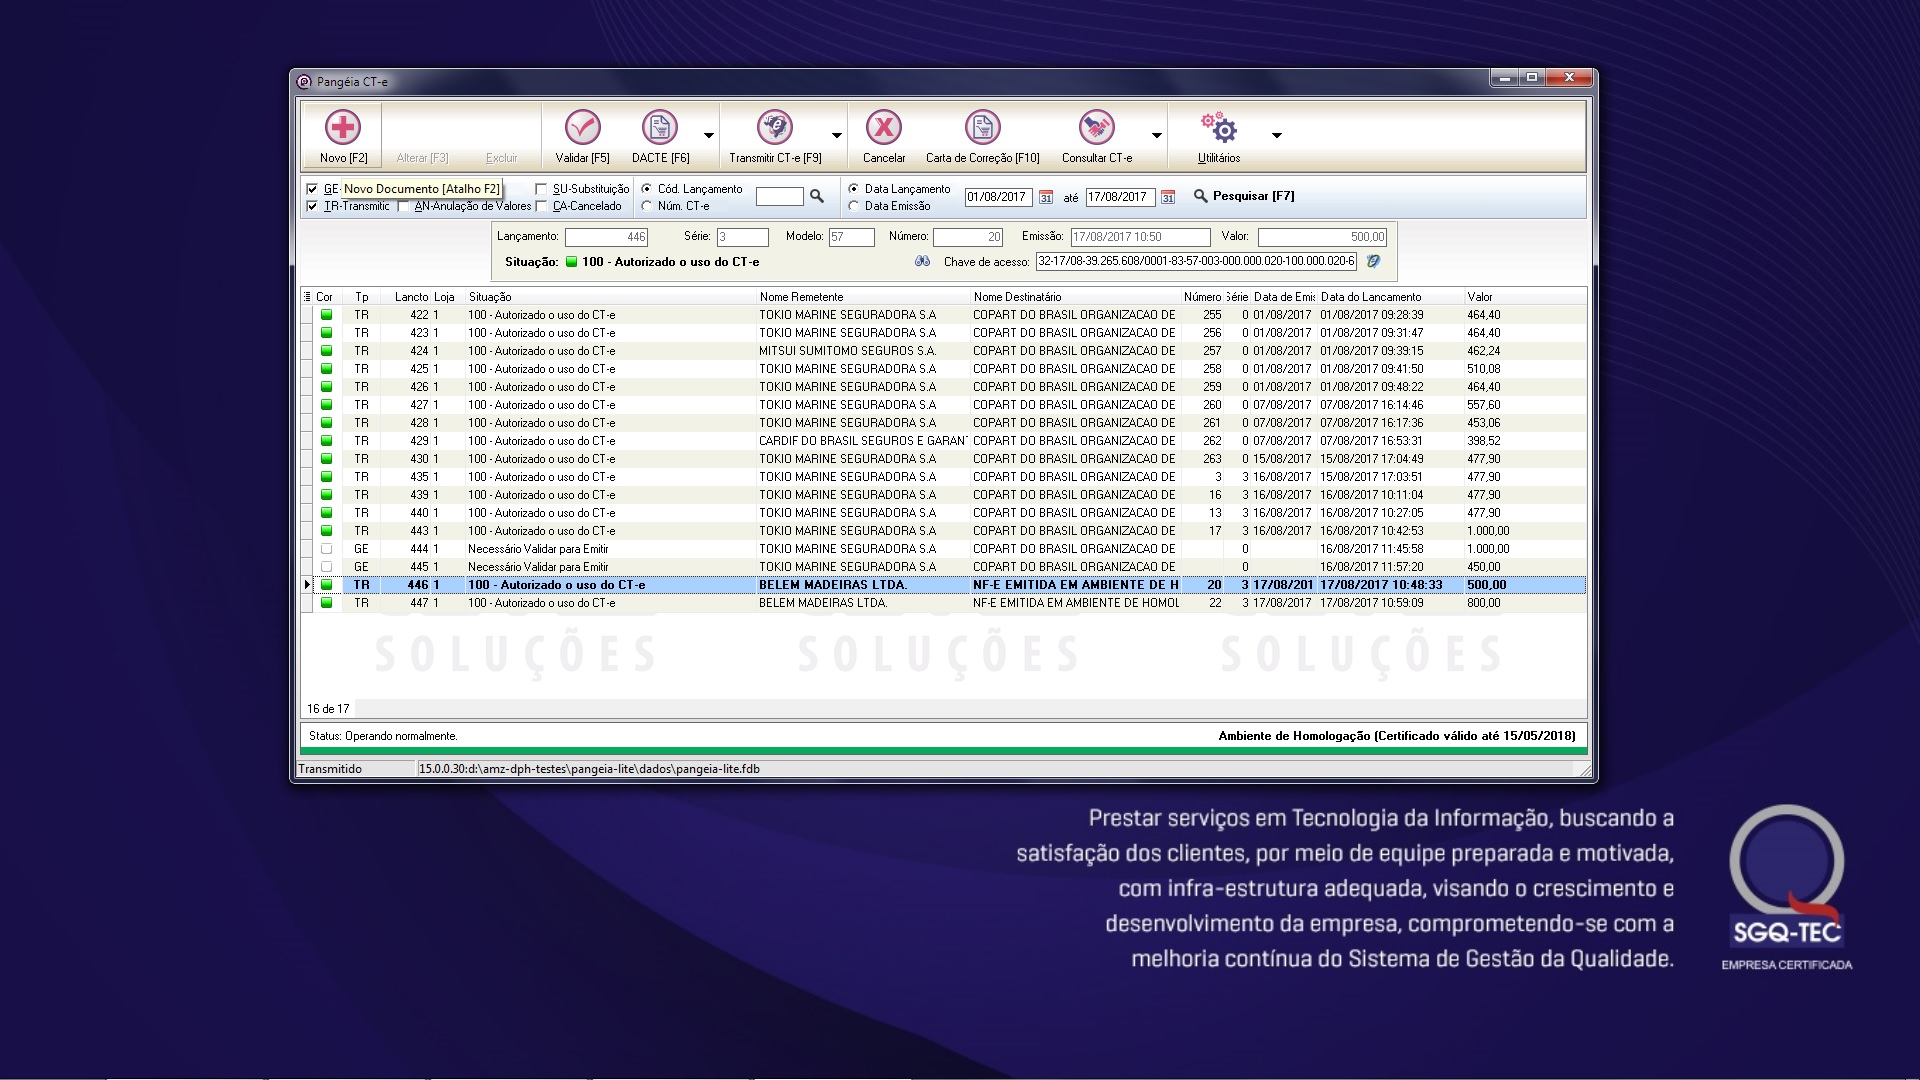 Pangéia CT-e
Novo [F2]
Alterar [F3]
Excluir
Validar [F5]
DACTE [F6]
Transmitir CT-e [F9]
Cancelar
Carta de Correção [F10]
Consultar CT-e
Utilitários
GE- Novo Documento [Atalho F2] SU-Substituição Cód. Lançamento Data Lançamento 01/08/2017 31 até 17/08/2017 31 Pesquisar [F7]
TR-Transmitic AN-Anulação de Valores CA-Cancelado Núm. CT-e Data Emissão
Lançamento: 446 Série: 3 Modelo: 57 Número: 20 Emissão: 17/08/2017 10:50 Valor: 500,00
Situação: 100 - Autorizado o uso do CT-e Chave de acesso: 32-17/08-39.265.608/0001-83-57-003-000.000.020-100.000.020-6
Cor Tp Lancto Loja Situação Nome Remetente Nome Destinatário Número Série Data de Emis Data do Lancamento Valor
TR 422 1 100 - Autorizado o uso do CT-e TOKIO MARINE SEGURADORA S.A COPART DO BRASIL ORGANIZACAO DE 255 0 01/08/2017 01/08/2017 09:28:39 464,40
TR 423 1 100 - Autorizado o uso do CT-e TOKIO MARINE SEGURADORA S.A COPART DO BRASIL ORGANIZACAO DE 256 0 01/08/2017 01/08/2017 09:31:47 464,40
TR 424 1 100 - Autorizado o uso do CT-e MITSUI SUMITOMO SEGUROS S.A. COPART DO BRASIL ORGANIZACAO DE 257 0 01/08/2017 01/08/2017 09:39:15 462,24
TR 425 1 100 - Autorizado o uso do CT-e TOKIO MARINE SEGURADORA S.A COPART DO BRASIL ORGANIZACAO DE 258 0 01/08/2017 01/08/2017 09:41:50 510,08
TR 426 1 100 - Autorizado o uso do CT-e TOKIO MARINE SEGURADORA S.A COPART DO BRASIL ORGANIZACAO DE 259 0 01/08/2017 01/08/2017 09:48:22 464,40
TR 427 1 100 - Autorizado o uso do CT-e TOKIO MARINE SEGURADORA S.A COPART DO BRASIL ORGANIZACAO DE 260 0 07/08/2017 07/08/2017 16:14:46 557,60
TR 428 1 100 - Autorizado o uso do CT-e TOKIO MARINE SEGURADORA S.A COPART DO BRASIL ORGANIZACAO DE 261 0 07/08/2017 07/08/2017 16:17:36 453,06
TR 429 1 100 - Autorizado o uso do CT-e CARDIF DO BRASIL SEGUROS E GARAN COPART DO BRASIL ORGANIZACAO DE 262 0 07/08/2017 07/08/2017 16:53:31 398,52
TR 430 1 100 - Autorizado o uso do CT-e TOKIO MARINE SEGURADORA S.A COPART DO BRASIL ORGANIZACAO DE 263 0 15/08/2017 15/08/2017 17:04:49 477,90
TR 435 1 100 - Autorizado o uso do CT-e TOKIO MARINE SEGURADORA S.A COPART DO BRASIL ORGANIZACAO DE 3 3 16/08/2017 15/08/2017 17:03:51 477,90
TR 439 1 100 - Autorizado o uso do CT-e TOKIO MARINE SEGURADORA S.A COPART DO BRASIL ORGANIZACAO DE 16 3 16/08/2017 16/08/2017 10:11:04 477,90
TR 440 1 100 - Autorizado o uso do CT-e TOKIO MARINE SEGURADORA S.A COPART DO BRASIL ORGANIZACAO DE 13 3 16/08/2017 16/08/2017 10:27:05 477,90
TR 443 1 100 - Autorizado o uso do CT-e TOKIO MARINE SEGURADORA S.A COPART DO BRASIL ORGANIZACAO DE 17 3 16/08/2017 16/08/2017 10:42:53 1.000,00
GE 444 1 Necessário Validar para Emitir TOKIO MARINE SEGURADORA S.A COPART DO BRASIL ORGANIZACAO DE 0 16/08/2017 11:45:58 1.000,00
GE 445 1 Necessário Validar para Emitir TOKIO MARINE SEGURADORA S.A COPART DO BRASIL ORGANIZACAO DE 0 16/08/2017 11:57:20 450,00
TR 446 1 100 - Autorizado o uso do CT-e BELEM MADEIRAS LTDA. NF-E EMITIDA EM AMBIENTE DE H 20 3 17/08/201 17/08/2017 10:48:33 500,00
TR 447 1 100 - Autorizado o uso do CT-e BELEM MADEIRAS LTDA. NF-E EMITIDA EM AMBIENTE DE HOMOL 22 3 17/08/2017 17/08/2017 10:59:09 800,00
SOLUÇÕES SOLUÇÕES SOLUÇÕES
16 de 17
Status: Operando normalmente. Ambiente de Homologação (Certificado válido até 15/05/2018)
Transmitido 15.0.0.30:d:\amz-dph-testes\pangeia-lite\dados\pangeia-lite.fdb
Prestar serviços em Tecnologia da Informação, buscando a
satisfação dos clientes, por meio de equipe preparada e motivada,
com infra-estrutura adequada, visando o crescimento e
desenvolvimento da empresa, comprometendo-se com a
melhoria contínua do Sistema de Gestão da Qualidade.
SGQ-TEC
EMPRESA CERTIFICADA